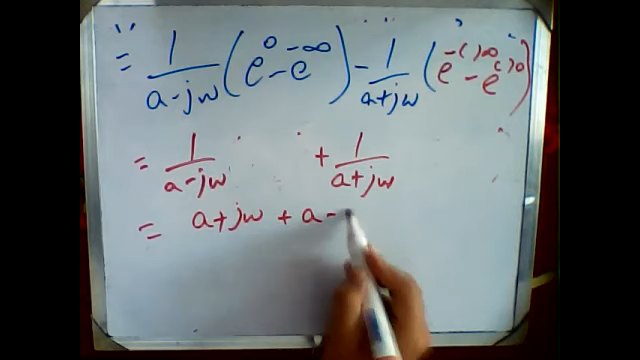 = 1/(a-jw) (e^0 - e^-∞) - 1/(a+jw) (e^-( )∞ - e^( )0)
= 1/(a-jw) + 1/(a+jw)
= a+jw + a -